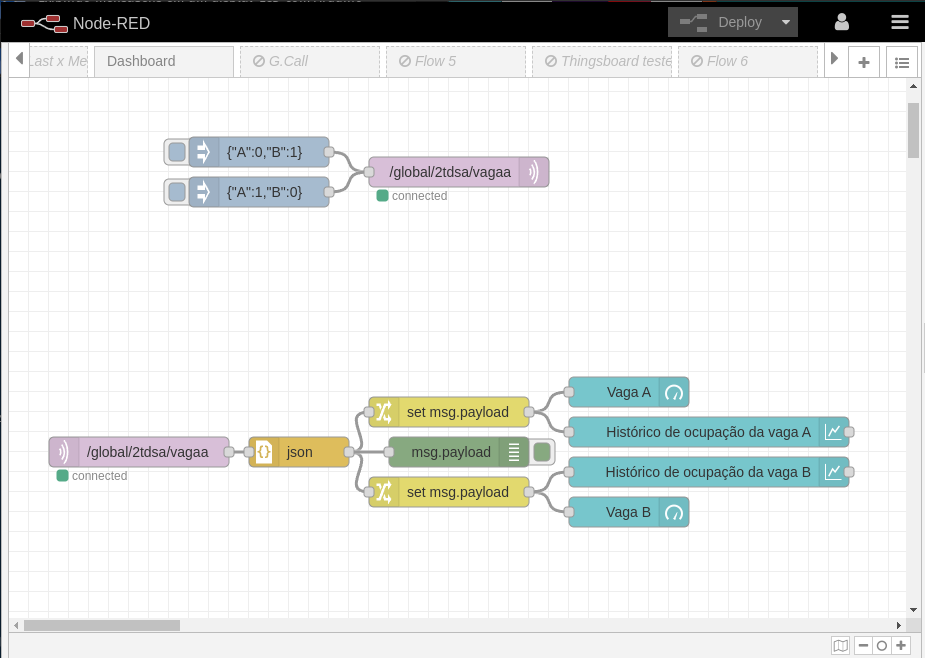 Node-RED
Deploy
Last x Me
Dashboard
G.Call
Flow 5
Thingsboard teste
Flow 6
{"A":0,"B":1}
/global/2tdsa/vagaa
{"A":1,"B":0}
connected
Vaga A
set msg.payload
Histórico de ocupação da vaga A
/global/2tdsa/vagaa
json
msg.payload
connected
Histórico de ocupação da vaga B
set msg.payload
Vaga B